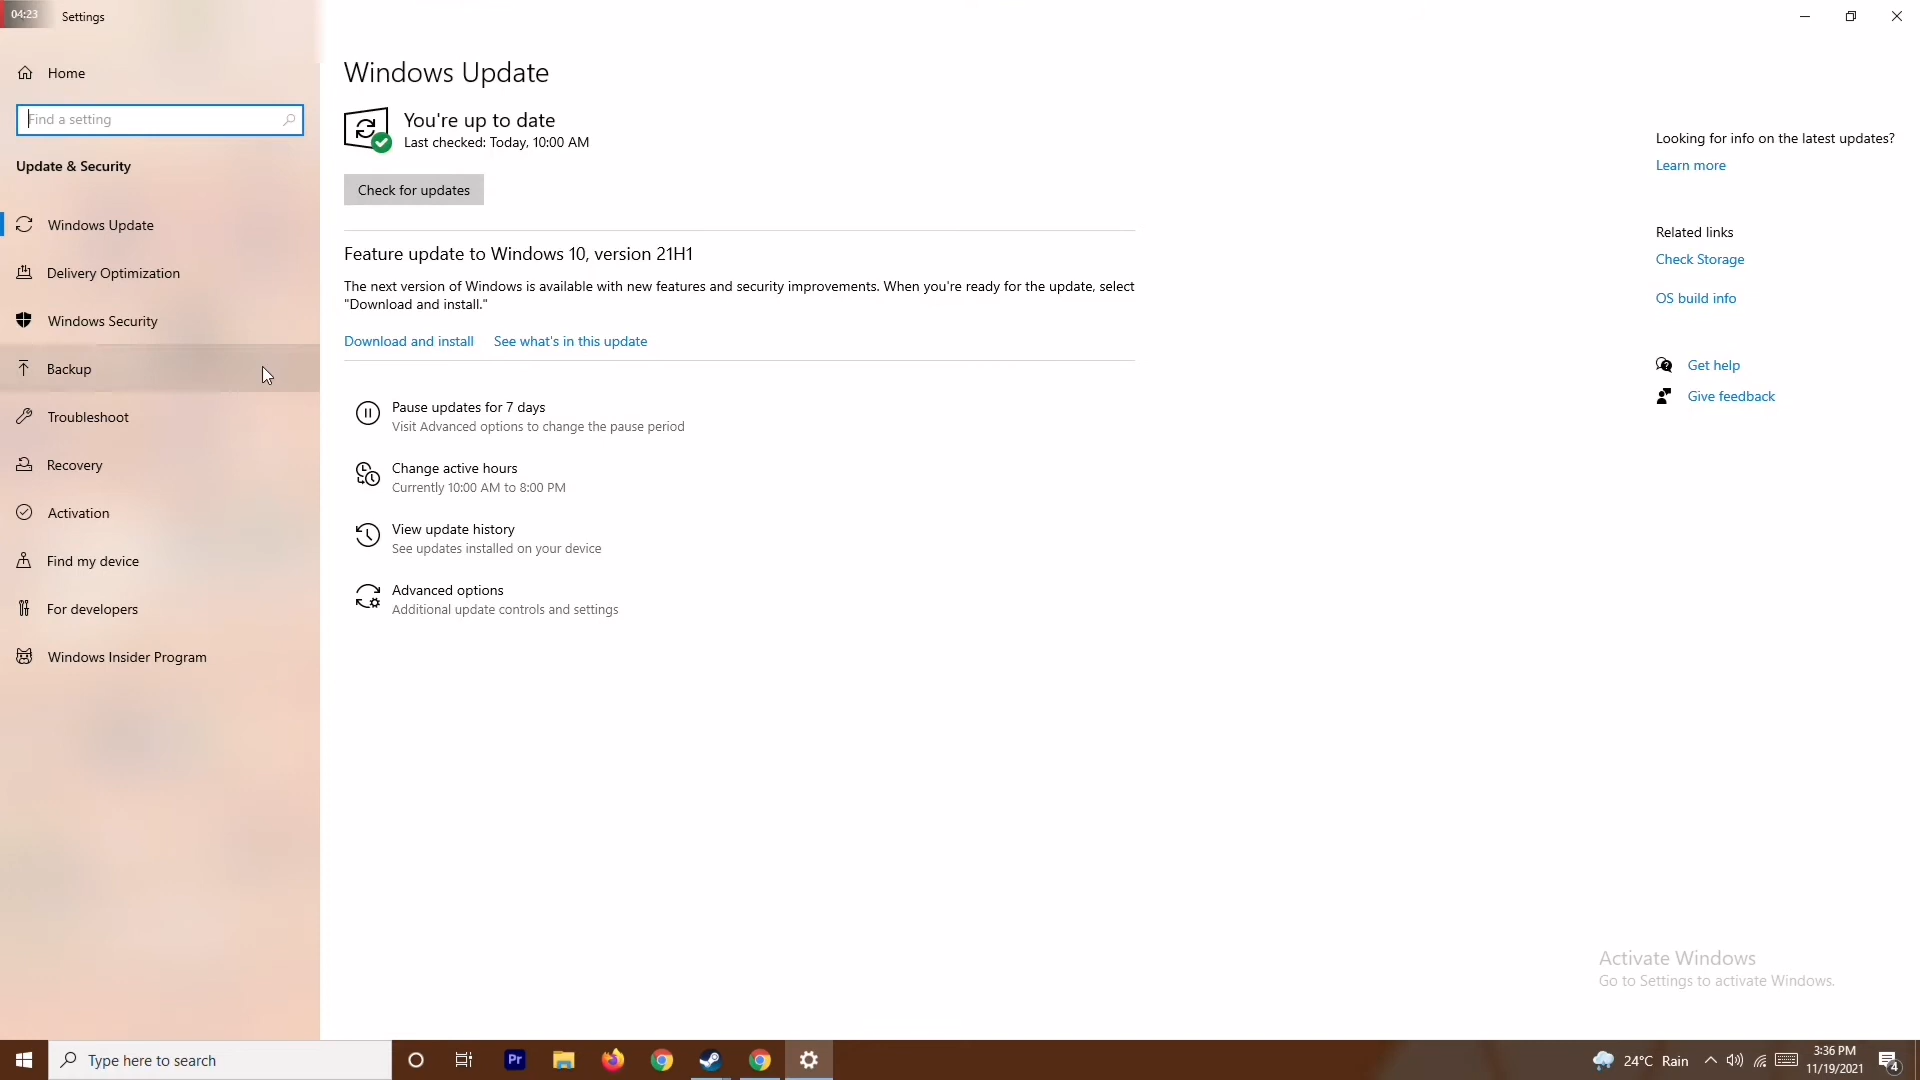 04:23
Settings
Home
Find a setting
Update & Security
Windows Update
Delivery Optimization
Windows Security
Backup
Troubleshoot
Recovery
Activation
Find my device
For developers
Windows Insider Program
Windows Update
You're up to date
Last checked: Today, 10:00 AM
Check for updates
Feature update to Windows 10, version 21H1
The next version of Windows is available with new features and security improvements. When you're ready for the update, select
"Download and install."
Download and install See what's in this update
Pause updates for 7 days
Visit Advanced options to change the pause period
Change active hours
Currently 10:00 AM to 8:00 PM
View update history
See updates installed on your device
Advanced options
Additional update controls and settings
Looking for info on the latest updates?
Learn more
Related links
Check Storage
OS build info
Get help
Give feedback
Activate Windows
Go to Settings to activate Windows.
Type here to search
Pr
24°C Rain
3:36 PM
11/19/2021
4